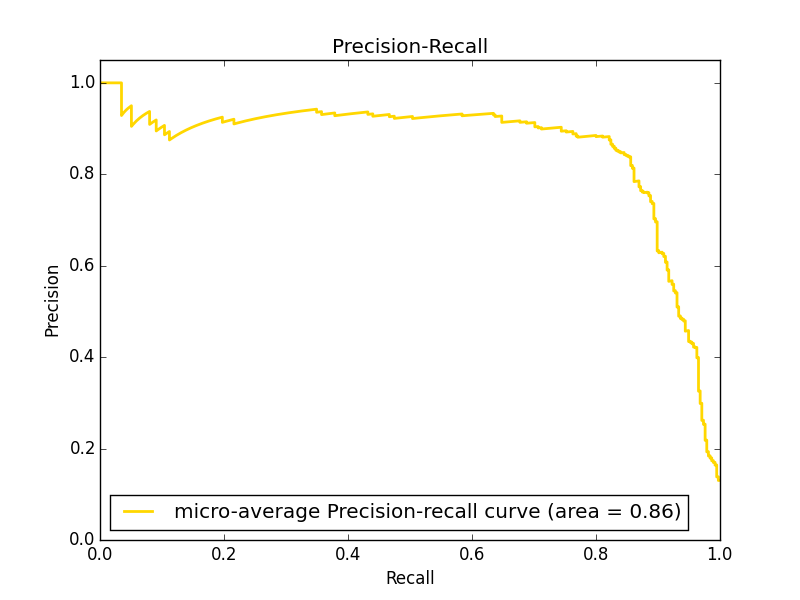 Precision-Recall
1.0
0.8
0.6
0.4
0.2
0.0
Precision
micro-average Precision-recall curve (area = 0.86)
0.0 0.2 0.4 0.6 0.8 1.0
Recall